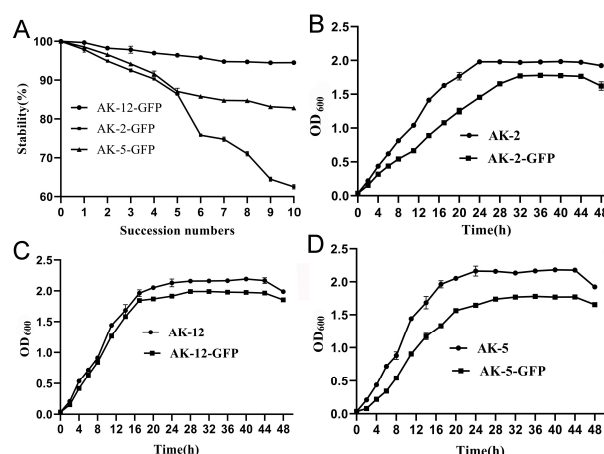 A
100
90
80
70
60
Stability(%)
AK-12-GFP
AK-2-GFP
AK-5-GFP
0 1 2 3 4 5 6 7 8 9 10
Succession numbers
B
2.5
2.0
1.5
1.0
0.5
0.0
OD 600
AK-2
AK-2-GFP
0 4 8 12 16 20 24 28 32 36 40 44 48
Time(h)
C
2.5
2.0
1.5
1.0
0.5
0.0
OD600
AK-12
AK-12-GFP
0 4 8 12 16 20 24 28 32 36 40 44 48
Time(h)
D
2.5
2.0
1.5
1.0
0.5
0.0
OD600
AK-5
AK-5-GFP
0 4 8 12 16 20 24 28 32 36 40 44 48
Time(h)